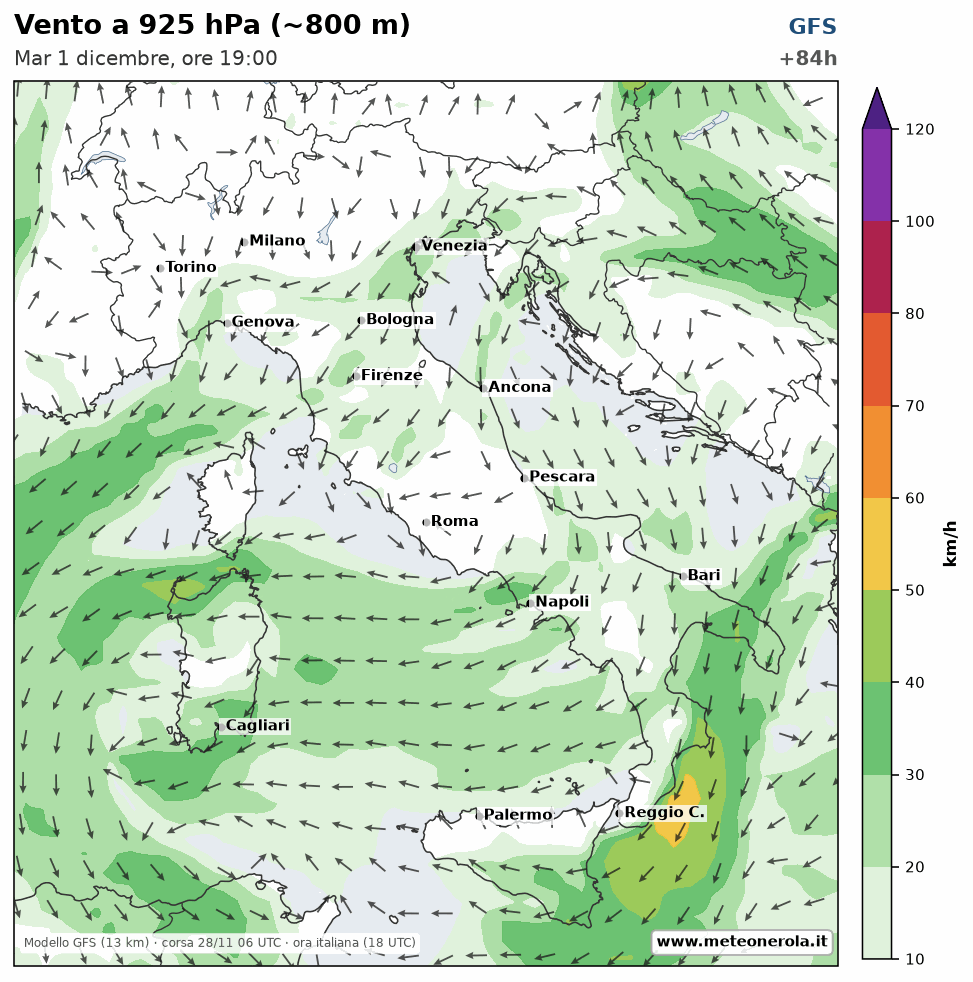 Vento a 925 hPa (~800 m)
GFS
Mar 1 dicembre, ore 19:00
+84h
Milano
Venezia
Torino
Genova
Bologna
Firenze
Ancona
Pescara
Roma
Bari
Napoli
Cagliari
Palermo
Reggio C.
120
100
80
70
60
50
40
30
20
10
km/h
Modello GFS (13 km) · corsa 28/11 06 UTC · ora italiana (18 UTC)
www.meteonerola.it